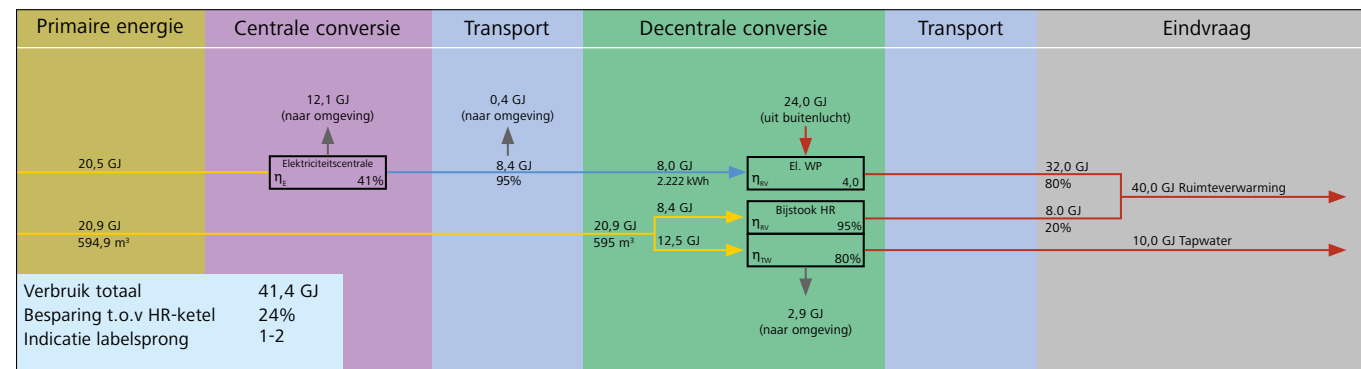 Primaire energie
Centrale conversie
Transport
Decentrale conversie
Transport
Eindvraag
12,1 GJ
(naar omgeving)
0,4 GJ
(naar omgeving)
24,0 GJ
(uit buitenlucht)
20,5 GJ
Elektriciteitscentrale
ηE 41%
8,4 GJ
95%
8,0 GJ
2.222 kWh
El. WP
ηRV 4,0
32,0 GJ
80%
40,0 GJ Ruimteverwarming
8,4 GJ
Bijstook HR
ηRV 95%
8.0 GJ
20%
20,9 GJ
594,9 m³
20,9 GJ
595 m³
12,5 GJ
ηTW 80%
10,0 GJ Tapwater
2,9 GJ
(naar omgeving)
Verbruik totaal 41,4 GJ
Besparing t.o.v HR-ketel 24%
Indicatie labelsprong 1-2